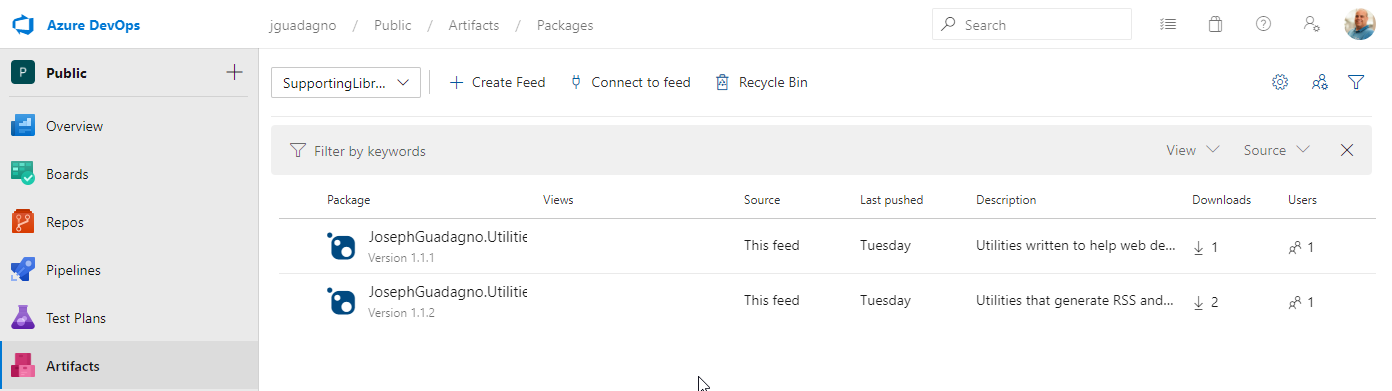 Azure DevOps
jguadagno / Public / Artifacts / Packages
Search
P Public
SupportingLibr...
Create Feed
Connect to feed
Recycle Bin
Overview
Boards
Repos
Pipelines
Test Plans
Artifacts
Filter by keywords
View
Source
Package Views Source Last pushed Description Downloads Users
JosephGuadagno.Utilitie
Version 1.1.1
This feed Tuesday Utilities written to help web de... 1 1
JosephGuadagno.Utilitie
Version 1.1.2
This feed Tuesday Utilities that generate RSS and... 2 1